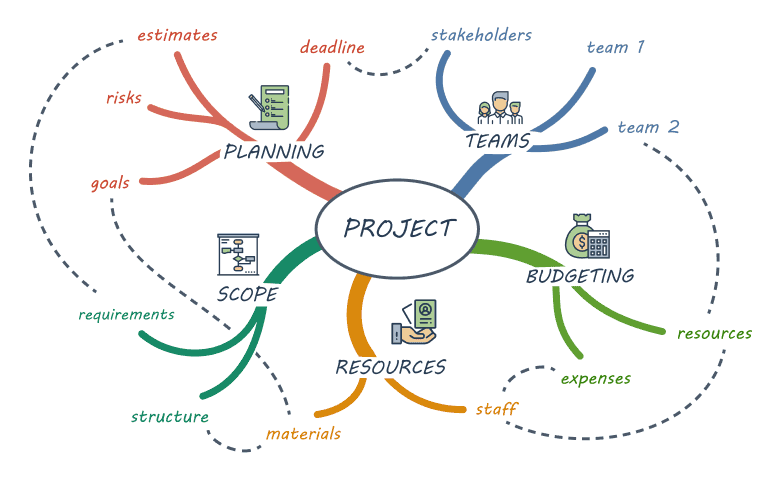 estimates
deadline
stakeholders
team 1
risks
team 2
PLANNING
TEAMS
goals
PROJECT
BUDGETING
SCOPE
requirements
resources
RESOURCES
expenses
structure
staff
materials